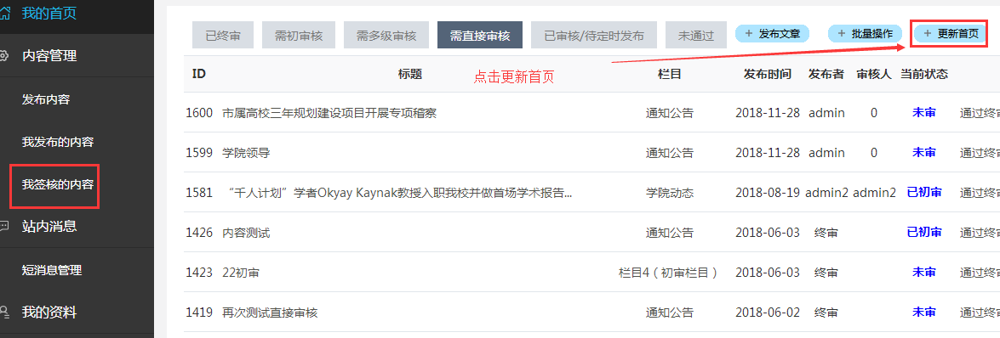 我的首页
内容管理
发布内容
我发布的内容
我签核的内容
站内消息
短消息管理
我的资料
已终审 需初审核 需多级审核 需直接审核 已审核/待定时发布 未通过 + 发布文章 + 批量操作 + 更新首页
点击更新首页
ID 标题 栏目 发布时间 发布者 审核人 当前状态
1600 市属高校三年规划建设项目开展专项稽察 通知公告 2018-11-28 admin 0 未审 通过终
1599 学院领导 通知公告 2018-11-28 admin 0 未审 通过终
1581 “千人计划”学者Okyay Kaynak教授入职我校并做首场学术报告... 学院动态 2018-08-19 admin2 admin2 已初审 通过终
1426 内容测试 通知公告 2018-06-03 终审 已初审 通过终
1423 22初审 栏目4（初审栏目） 2018-06-03 终审 未审 通过终
1419 再次测试直接审核 通知公告 2018-06-02 终审 未审 通过终